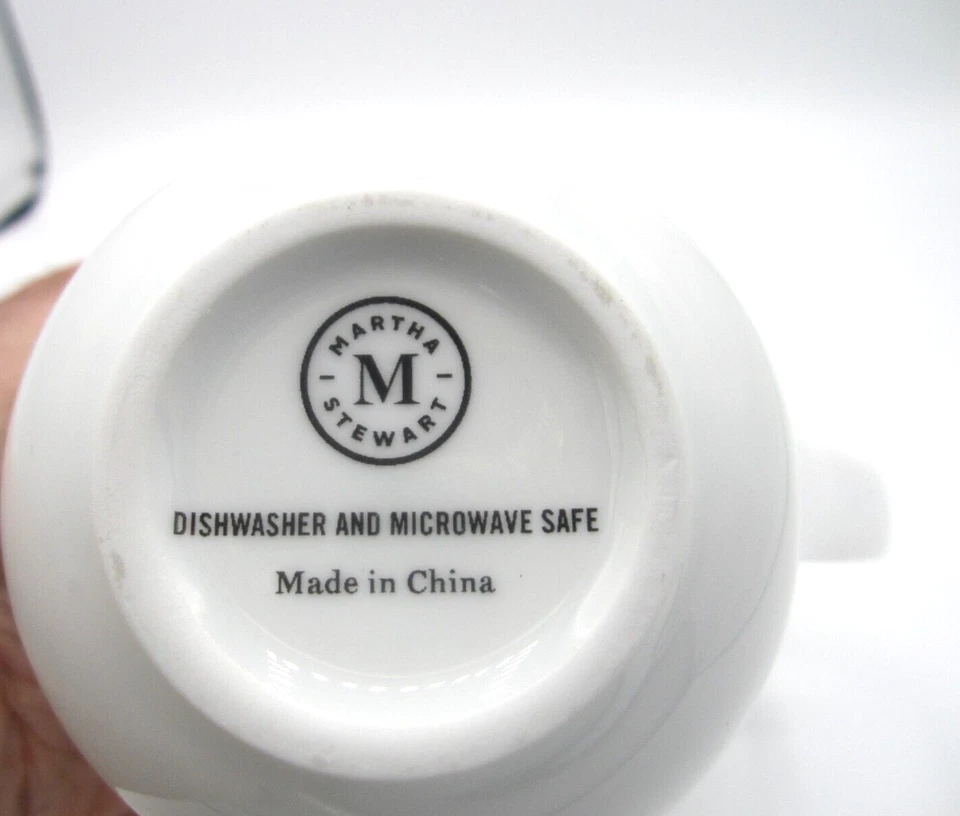 MARTHA
M
STEWART
DISHWASHER AND MICROWAVE SAFE
Made in China